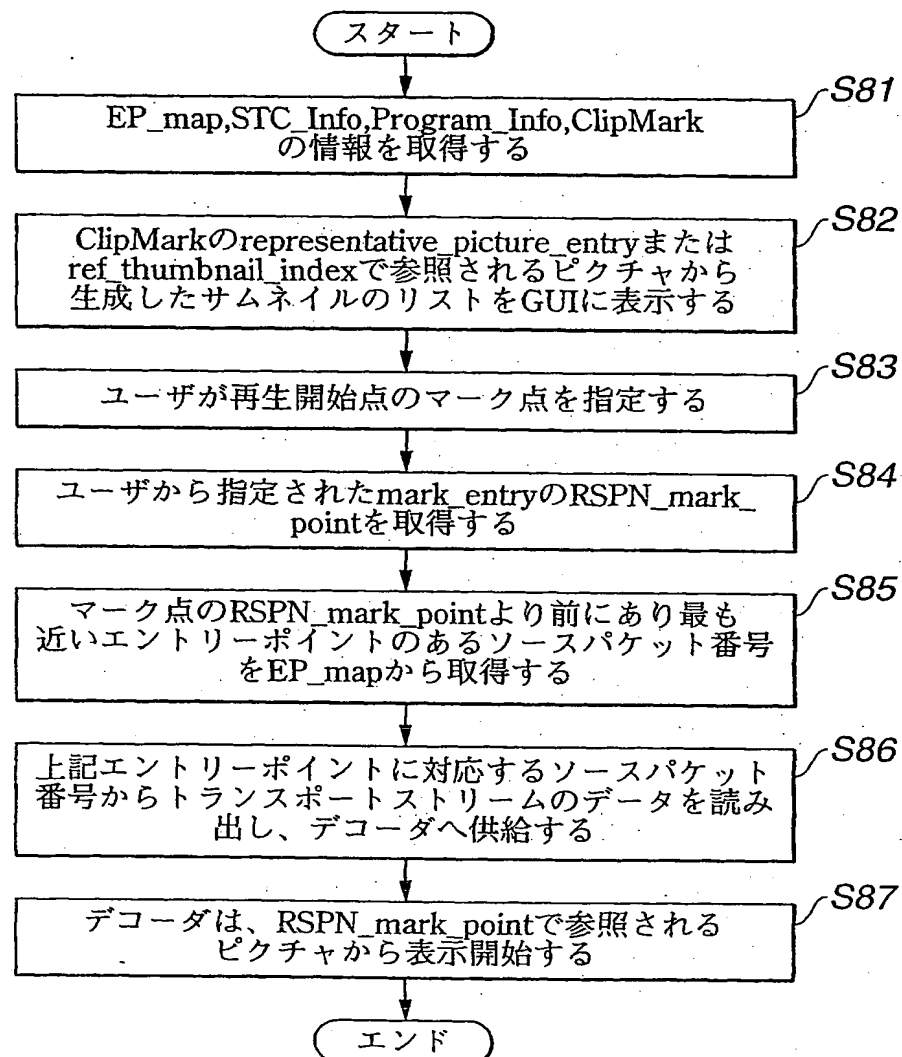 スタート
S81
EP_map,STC_Info,Program_Info,ClipMark
の情報を取得する
S82
ClipMarkのrepresentative_picture_entryまたは
ref_thumbnail_indexで参照されるピクチャから
生成したサムネイルのリストをGUIに表示する
S83
ユーザが再生開始点のマーク点を指定する
S84
ユーザから指定されたmark_entryのRSPN_mark_
pointを取得する
S85
マーク点のRSPN_mark_pointより前にあり最も
近いエントリーポイントのあるソースパケット番号
をEP_mapから取得する
S86
上記エントリーポイントに対応するソースパケット
番号からトランスポートストリームのデータを読み
出し、デコーダへ供給する
S87
デコーダは、RSPN_mark_pointで参照される
ピクチャから表示開始する
エンド